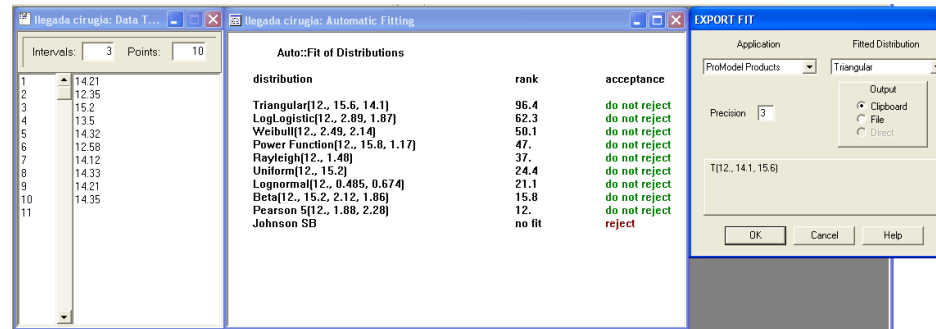 llegada cirugia: Data T...
Intervals: 3 Points: 10
1 14.21
2 12.35
3 15.2
4 13.5
5 14.32
6 12.58
7 14.12
8 14.33
9 14.21
10 14.35
11
llegada cirugia: Automatic Fitting
Auto::Fit of Distributions
distribution rank acceptance
Triangular(12., 15.6, 14.1) 96.4 do not reject
LogLogistic(12., 2.89, 1.87) 62.3 do not reject
Weibull(12., 2.49, 2.14) 50.1 do not reject
Power Function(12., 15.8, 1.17) 47. do not reject
Rayleigh(12., 1.48) 37. do not reject
Uniform(12., 15.2) 24.4 do not reject
Lognormal(12., 0.485, 0.674) 21.1 do not reject
Beta(12., 15.2, 2.12, 1.86) 15.8 do not reject
Pearson 5(12., 1.88, 2.28) 12. do not reject
Johnson SB no fit reject
EXPORT FIT
Application Fitted Distribution
ProModel Products Triangular
Precision 3
Output
Clipboard
File
Direct
T(12., 14.1, 15.6)
OK Cancel Help